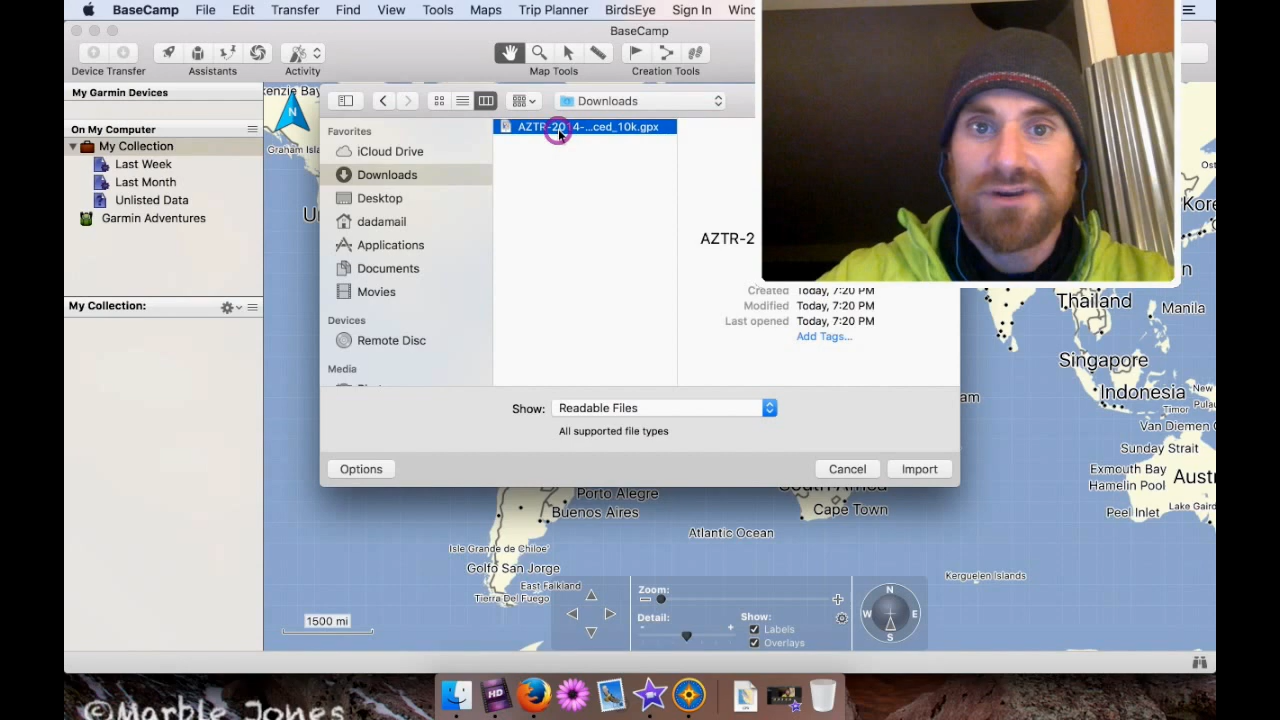 BaseCamp File Edit Transfer Find View Tools Maps Trip Planner BirdsEye Sign In
BaseCamp
Device Transfer Assistants Activity Map Tools Creation Tools
My Garmin Devices
On My Computer
My Collection
Last Week
Last Month
Unlisted Data
Garmin Adventures
My Collection:
Downloads
Favorites
iCloud Drive
Downloads
Desktop
dadamail
Applications
Documents
Movies
Devices
Remote Disc
Media
AZTR-2014-...ced_10k.gpx
AZTR-2
Created Today, 7:20 PM
Modified Today, 7:20 PM
Last opened Today, 7:20 PM
Add Tags...
Show: Readable Files
All supported file types
Options Cancel Import
Graham Isla
Thailand
Manila
Singapore
Indonesia
New
Timor
Van Diemen G
Sunday Strait
Exmouth Bay
Hamelin Pool
Lake Gaird
Peel Inlet
Cape Town
Porto Alegre
Buenos Aires
Atlantic Ocean
Isle Grande de Chiloe'
Golfo San Jorge
East Falkland
Tierra Del Fuego
Kerguelen Islands
1500 mi
Zoom:
Detail:
Show:
Labels
Overlays
N
W E
S
HD
©Marble Jones